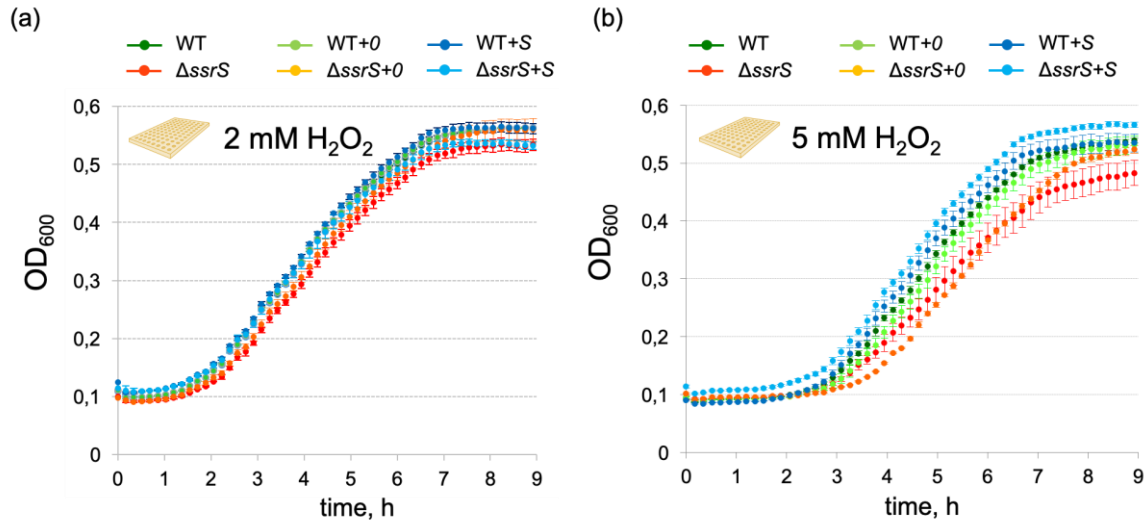 (a)
WT WT+0 WT+S
ΔssrS ΔssrS+0 ΔssrS+S
2 mM H₂O₂
OD₆₀₀
0,6
0,5
0,4
0,3
0,2
0,1
0
0 1 2 3 4 5 6 7 8 9
time, h
(b)
WT WT+0 WT+S
ΔssrS ΔssrS+0 ΔssrS+S
5 mM H₂O₂
OD₆₀₀
0,6
0,5
0,4
0,3
0,2
0,1
0
0 1 2 3 4 5 6 7 8 9
time, h